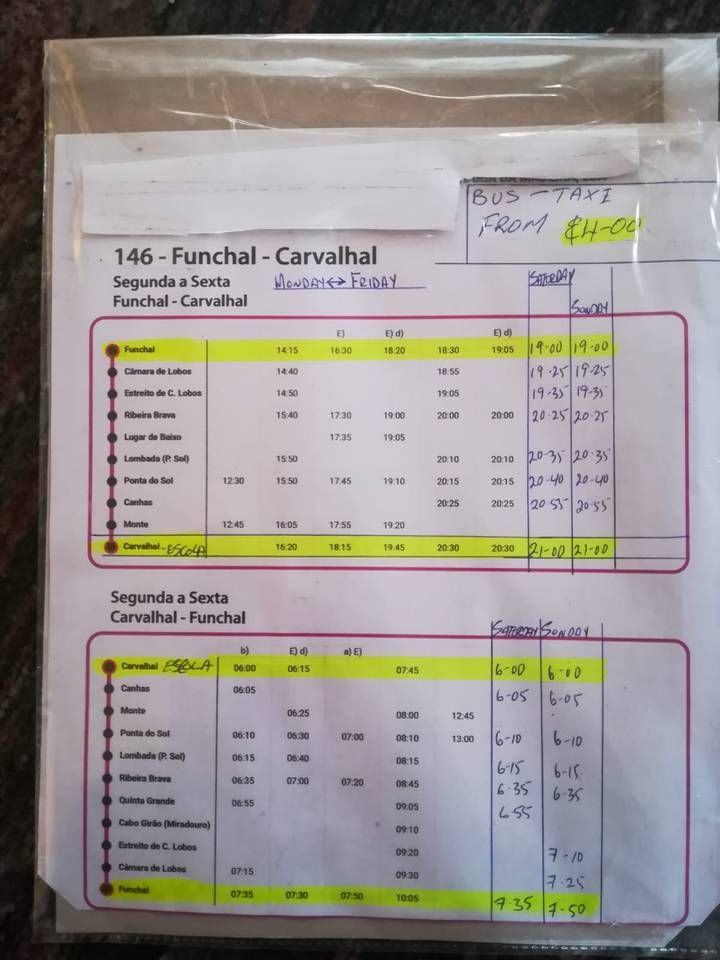 BUS - TAXI
FROM €4-00
146 - Funchal - Carvalhal
Segunda a Sexta MONDAY↔FRIDAY SATERDAY
Funchal - Carvalhal SONDAY
E) E) d) E) d)
Funchal 14:15 16:30 18:20 18:30 19:05 19-00 19-00
Câmara de Lobos 14:40 18:55 19-25 19-25
Estreito de C. Lobos 14:50 19:05 19-35 19-35
Ribeira Brava 15:40 17:30 19:00 20:00 20:00 20-25 20-25
Lugar de Baixo 17:35 19:05
Lombada (P. Sol) 15:50 20:10 20:10 20-35 20-35
Ponta do Sol 12:30 15:50 17:45 19:10 20:15 20:15 20-40 20-40
Canhas 20:25 20:25 20-55 20-55
Monte 12:45 16:05 17:55 19:20
Carvalhal - ESCOLA 16:20 18:15 19.45 20:30 20:30 21-00 21-00
Segunda a Sexta
Carvalhal - Funchal SATERDAY SONDAY
b) E) d) a) E)
Carvalhal ESCOLA 06:00 06:15 07:45 6-00 6-00
Canhas 06:05 6-05 6-05
Monte 06:25 08:00 12:45
Ponta do Sol 06:10 06:30 07:00 08:10 13:00 6-10 6-10
Lombada (P. Sol) 06:15 06:40 08:15 6-15 6-15
Ribeira Brava 06:35 07:00 07:20 08:45 6-35 6-35
Quinta Grande 06:55 09:05 6-55
Cabo Girão (Miradouro) 09:10
Estreito de C. Lobos 09:20 7-10
Câmara de Lobos 07:15 09:30 7-25
Funchal 07:35 07:30 07:50 10:05 7-35 7-50